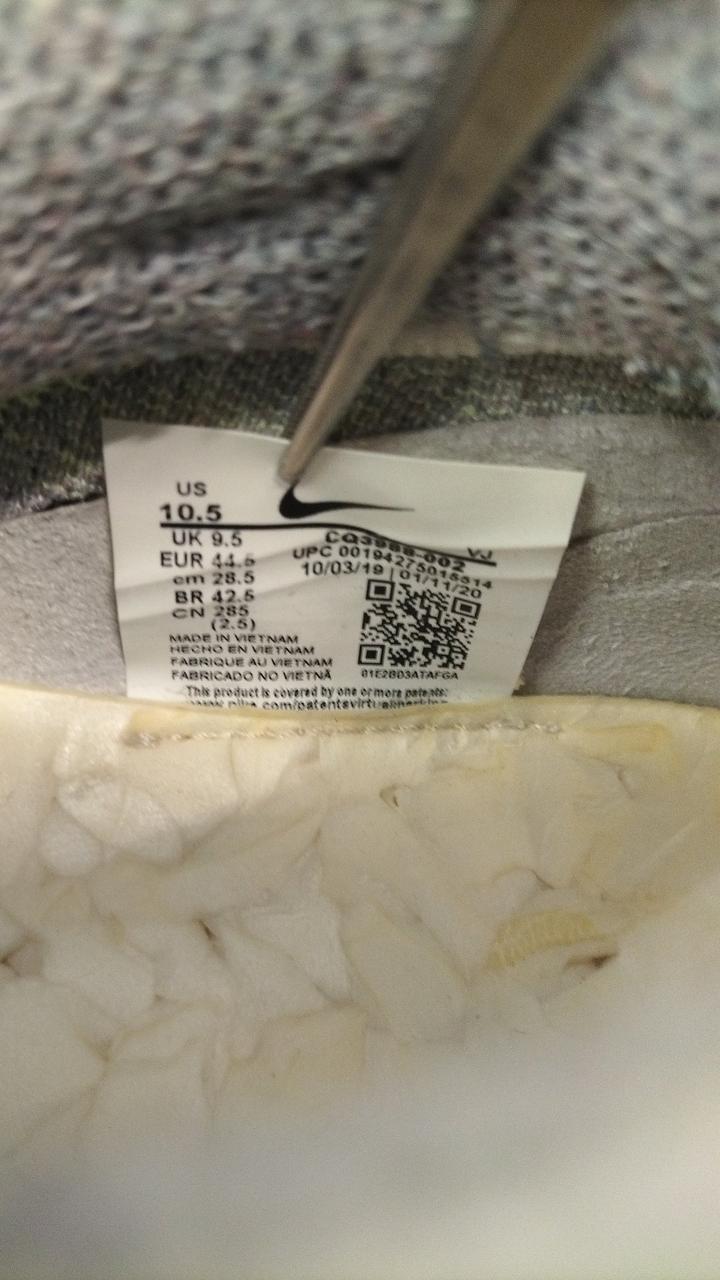 US
10.5
UK 9.5
EUR 44.5
cm 28.5
BR 42.5
CN 285
(2.5)
VJ
UPC 00194275015514
10/03/19 | 01/11/20
MADE IN VIETNAM
HECHO EN VIETNAM
FABRIQUE AU VIETNAM
FABRICADO NO VIETNÃ
01E2B03ATAFGA
This product is covered by one or more patents: